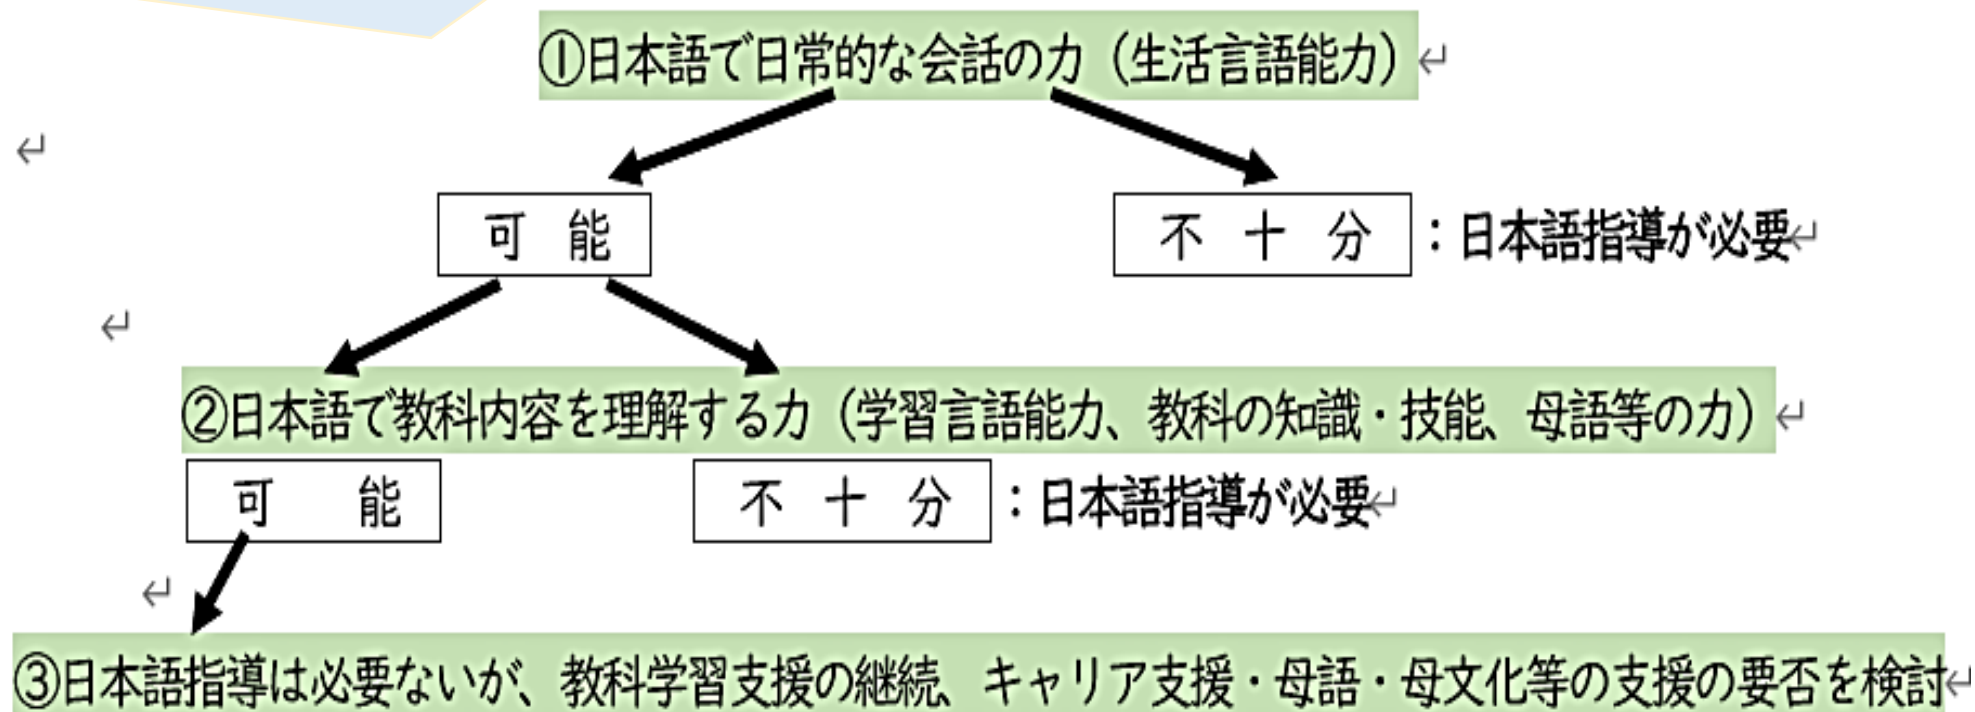 ①日本語で日常的な会話の力（生活言語能力）
可　能
不　十　分　：日本語指導が必要
②日本語で教科内容を理解する力（学習言語能力、教科の知識・技能、母語等の力）
可　　能
不　十　分　：日本語指導が必要
③日本語指導は必要ないが、教科学習支援の継続、キャリア支援・母語・母文化等の支援の要否を検討